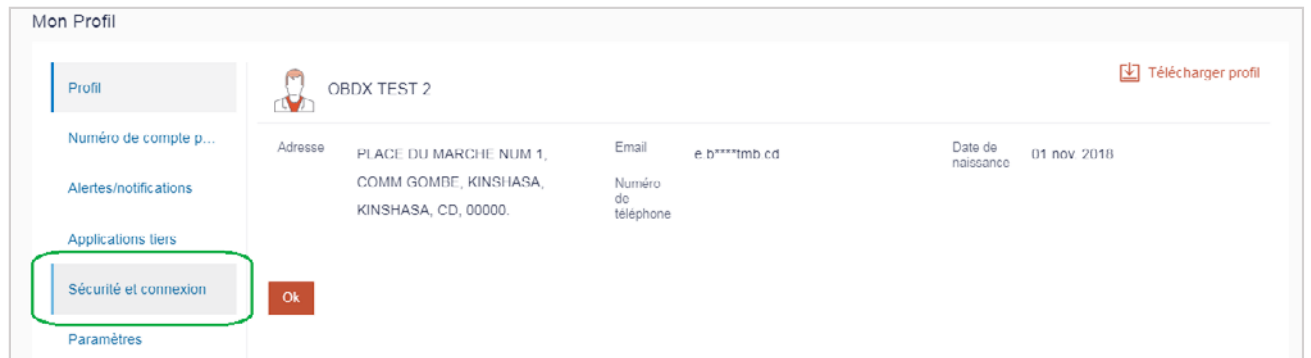 Mon Profil
Profil
Numéro de compte p...
Alertes/notifications
Applications tiers
Sécurité et connexion
Paramètres
OBDX TEST 2
Télécharger profil
Adresse
PLACE DU MARCHE NUM 1,
COMM GOMBE, KINSHASA,
KINSHASA, CD, 00000.
Email
e.b****tmb.cd
Numéro
de
téléphone
Date de
naissance
01 nov. 2018
Ok